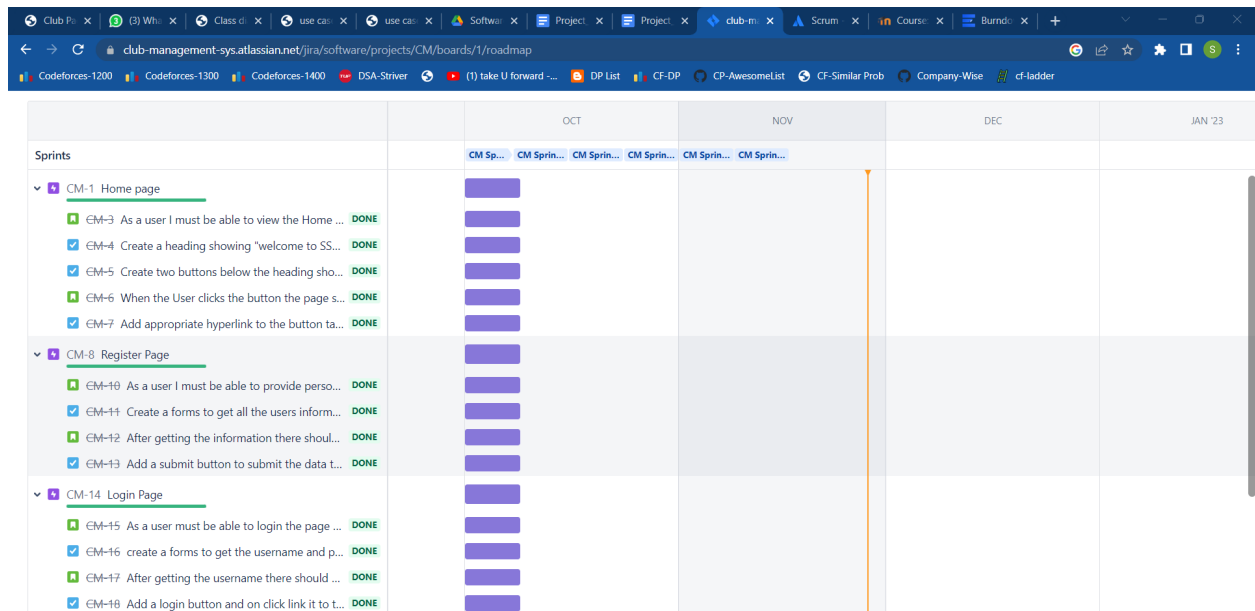 Club Pa (3) Wha Class di use cas use cas Softwar Project_ Project_ club-ma Scrum Course: Burndo
club-management-sys.atlassian.net/jira/software/projects/CM/boards/1/roadmap S
Codeforces-1200 Codeforces-1300 Codeforces-1400 DSA-Striver (1) take U forward -... DP List CF-DP CP-AwesomeList CF-Similar Prob Company-Wise cf-ladder
OCT NOV DEC JAN '23
Sprints CM Sp... CM Sprin... CM Sprin... CM Sprin... CM Sprin... CM Sprin...
CM-1 Home page
CM-3 As a user I must be able to view the Home ... DONE
CM-4 Create a heading showing "welcome to SS... DONE
CM-5 Create two buttons below the heading sho... DONE
CM-6 When the User clicks the button the page s... DONE
CM-7 Add appropriate hyperlink to the button ta... DONE
CM-8 Register Page
CM-10 As a user I must be able to provide perso... DONE
CM-11 Create a forms to get all the users inform... DONE
CM-12 After getting the information there shoul... DONE
CM-13 Add a submit button to submit the data t... DONE
CM-14 Login Page
CM-15 As a user must be able to login the page ... DONE
CM-16 create a forms to get the username and p... DONE
CM-17 After getting the username there should ... DONE
CM-18 Add a login button and on click link it to t... DONE